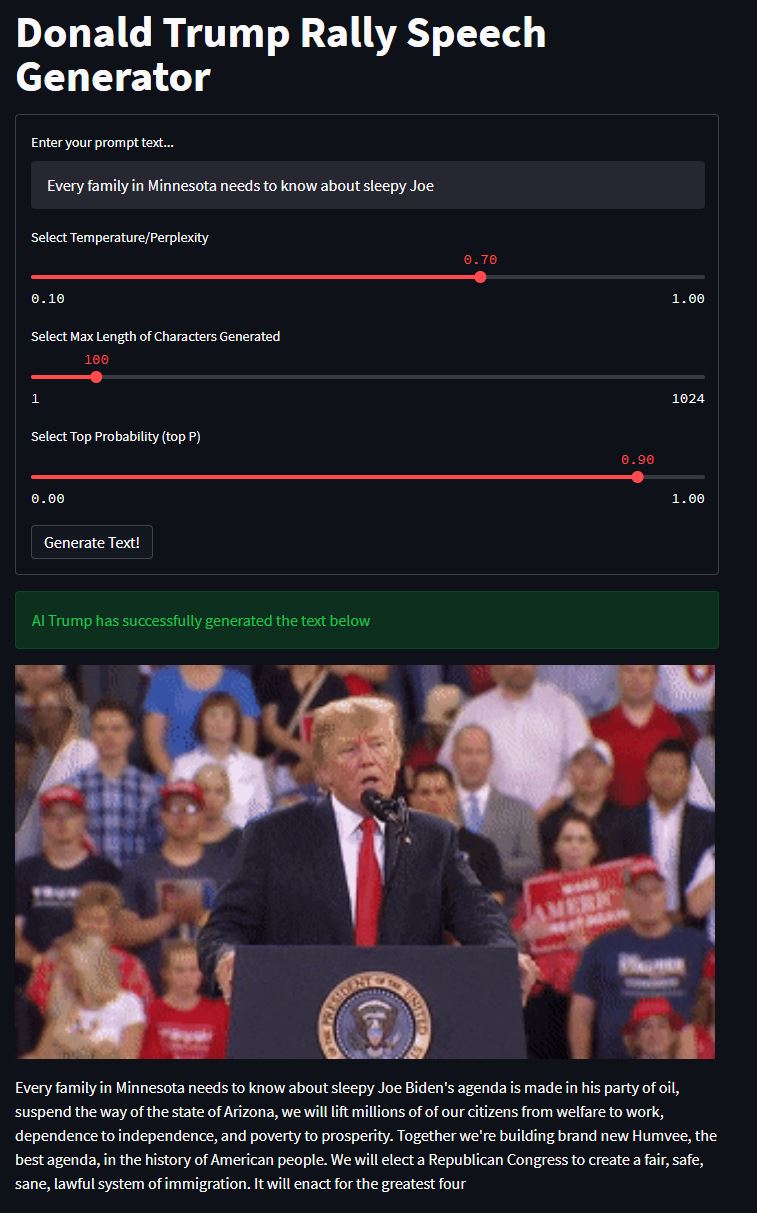 Donald Trump Rally Speech
Generator
Enter your prompt text...
Every family in Minnesota needs to know about sleepy Joe
Select Temperature/Perplexity
0.70
0.10 1.00
Select Max Length of Characters Generated
100
1 1024
Select Top Probability (top P)
0.90
0.00 1.00
Generate Text!
AI Trump has successfully generated the text below
AMERICA
PRESIDENT OF THE UNITED
Every family in Minnesota needs to know about sleepy Joe Biden's agenda is made in his party of oil,
suspend the way of the state of Arizona, we will lift millions of of our citizens from welfare to work,
dependence to independence, and poverty to prosperity. Together we're building brand new Humvee, the
best agenda, in the history of American people. We will elect a Republican Congress to create a fair, safe,
sane, lawful system of immigration. It will enact for the greatest four